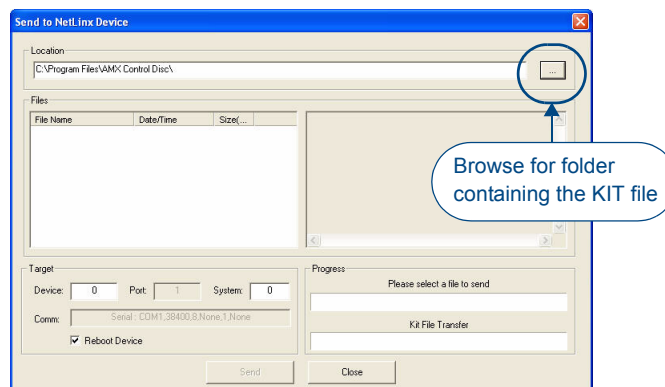 Send to NetLinx Device
Location
C:\Program Files\AMX Control Disc\
...
Files
File Name Date/Time Size(...
Browse for folder
containing the KIT file
Target
Device: 0 Port: 1 System: 0
Comm: Serial : COM1,38400,8,None,1,None
Reboot Device
Progress
Please select a file to send
Kit File Transfer
Send Close